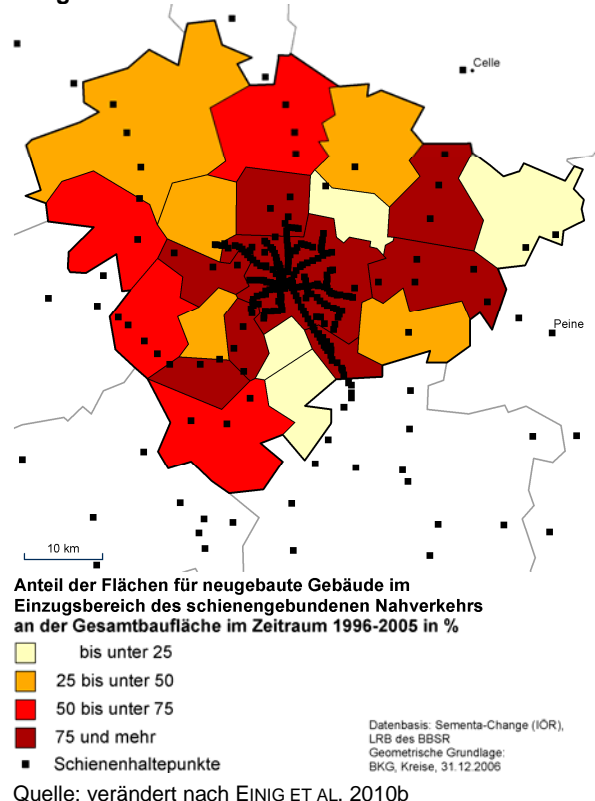 Celle
Peine
10 km
Anteil der Flächen für neugebaute Gebäude im
Einzugsbereich des schienengebundenen Nahverkehrs
an der Gesamtbaufläche im Zeitraum 1996-2005 in %
bis unter 25
25 bis unter 50
50 bis unter 75
75 und mehr
Schienenhaltepunkte
Datenbasis: Sementa-Change (IÖR),
LRB des BBSR
Geometrische Grundlage:
BKG, Kreise, 31.12.2006
Quelle: verändert nach EINIG ET AL. 2010b